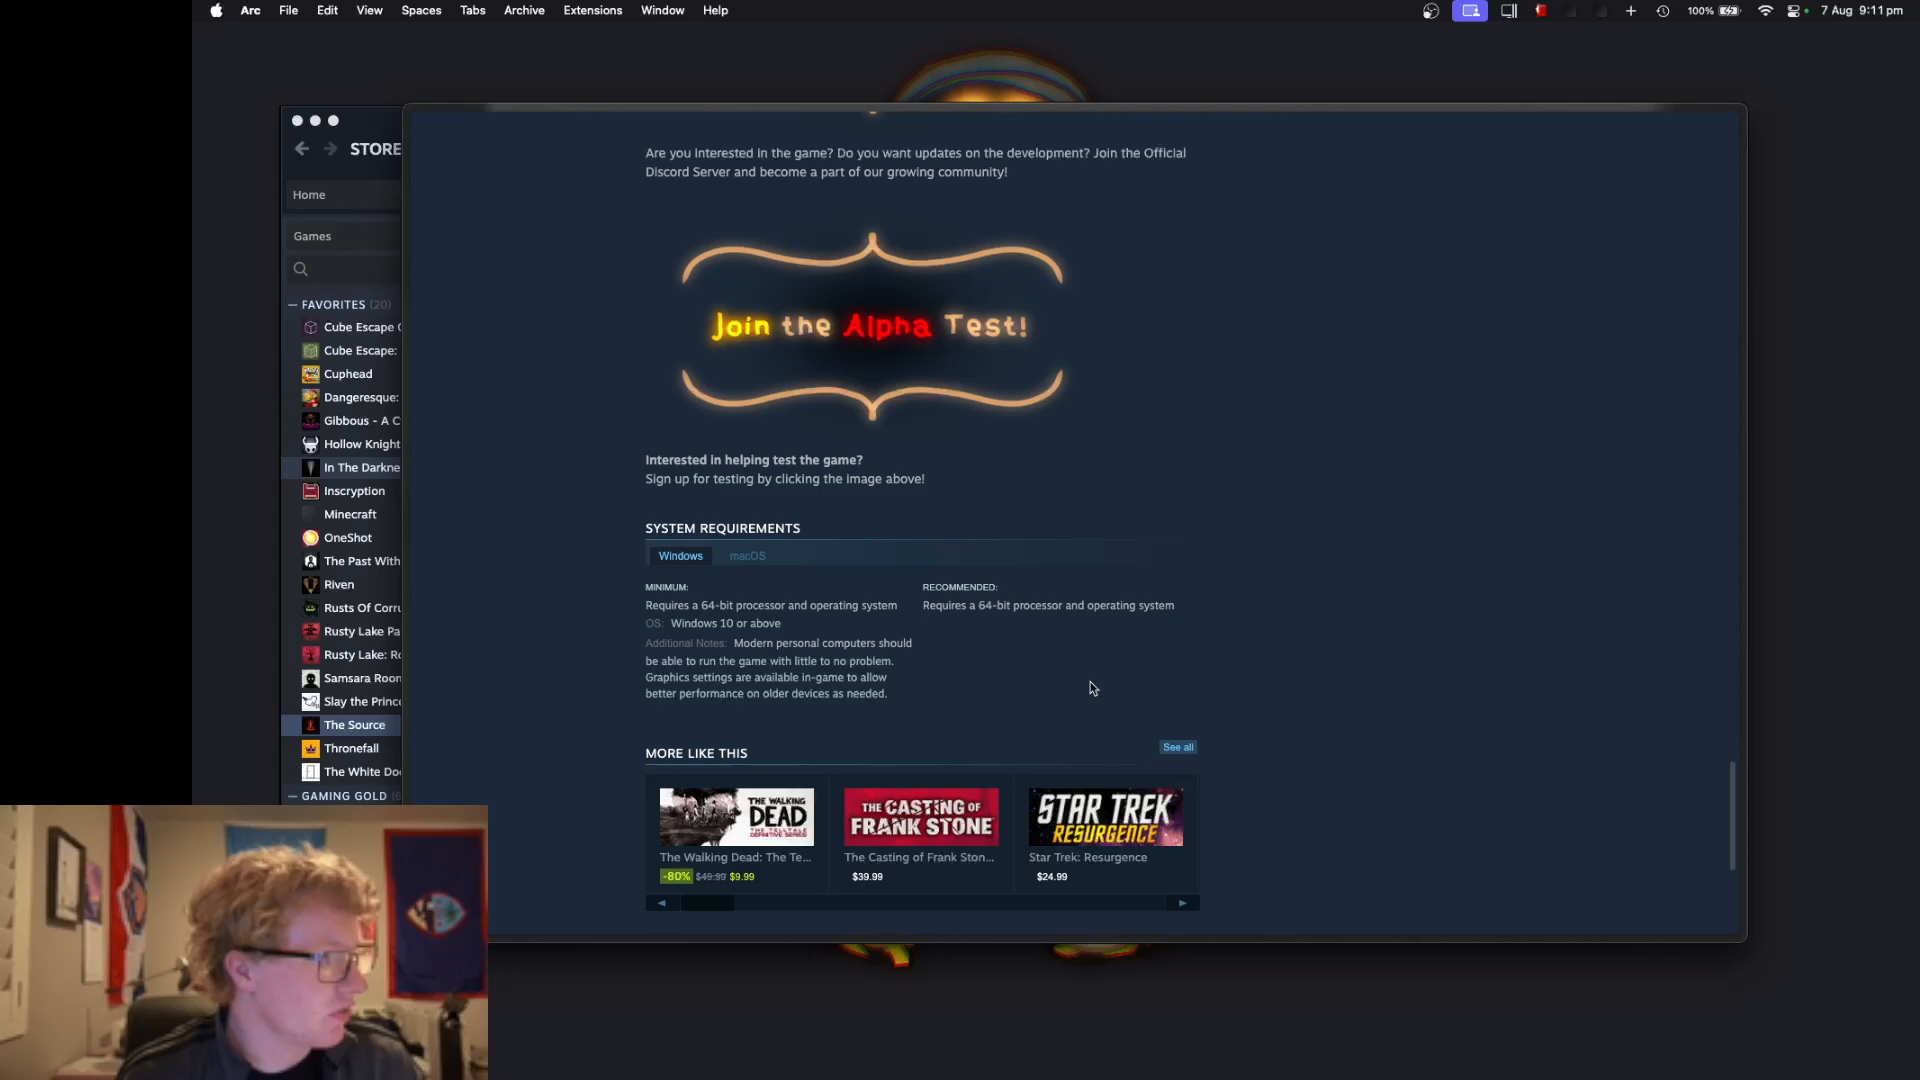 Arc File Edit View Spaces Tabs Archive Extensions Window Help
100% 7 Aug 9:11 pm
STORE
Home
Games
FAVORITES (20)
Cube Escape
Cube Escape:
Cuphead
Dangeresque:
Gibbous - A C
Hollow Knight
In The Darkne
Inscryption
Minecraft
OneShot
The Past With
Riven
Rusts Of Corru
Rusty Lake Pa
Rusty Lake: Ro
Samsara Room
Slay the Princ
The Source
Thronefall
The White Doo
GAMING GOLD
Are you interested in the game? Do you want updates on the development? Join the Official
Discord Server and become a part of our growing community!
Join the Alpha Test!
Interested in helping test the game?
Sign up for testing by clicking the image above!
SYSTEM REQUIREMENTS
Windows macOS
MINIMUM:
Requires a 64-bit processor and operating system
OS: Windows 10 or above
Additional Notes: Modern personal computers should
be able to run the game with little to no problem.
Graphics settings are available in-game to allow
better performance on older devices as needed.
RECOMMENDED:
Requires a 64-bit processor and operating system
MORE LIKE THIS
See all
THE WALKING
DEAD
THE TELLTALE
DEFINITIVE SERIES
The Walking Dead: The Te...
-80% $49.99 $9.99
THE CASTING OF
FRANK STONE
The Casting of Frank Ston...
$39.99
STAR TREK
RESURGENCE
Star Trek: Resurgence
$24.99